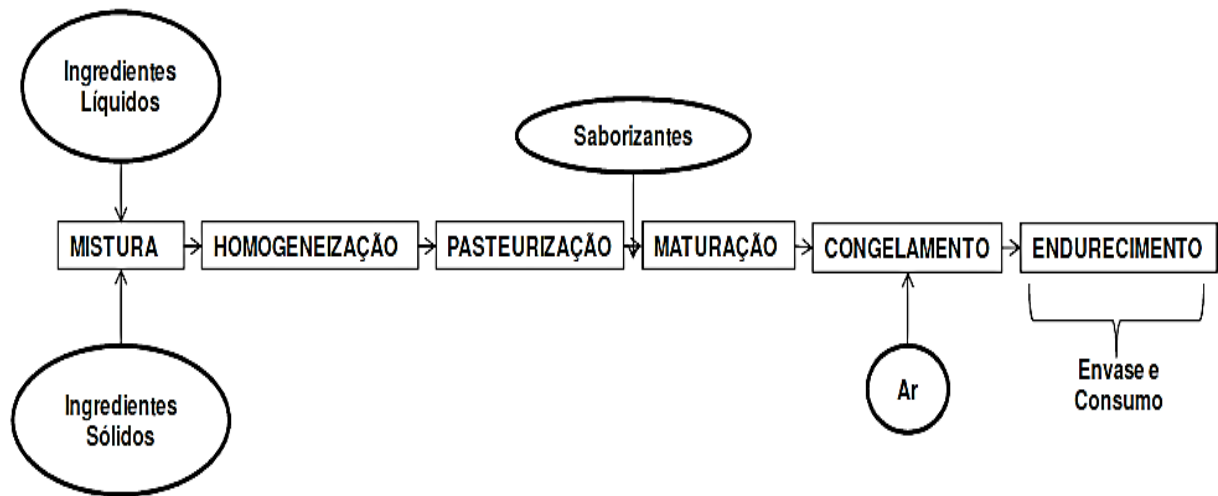 Ingredientes
Líquidos
Saborizantes
MISTURA
HOMOGENEIZAÇÃO
PASTEURIZAÇÃO
MATURAÇÃO
CONGELAMENTO
ENDURECIMENTO
Ingredientes
Sólidos
Ar
Envase e
Consumo